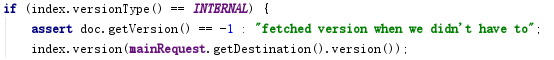 if (index.versionType() == INTERNAL) {
assert doc.getVersion() == -1 : "fetched version when we didn't have to";
index.version(mainRequest.getDestination().version());